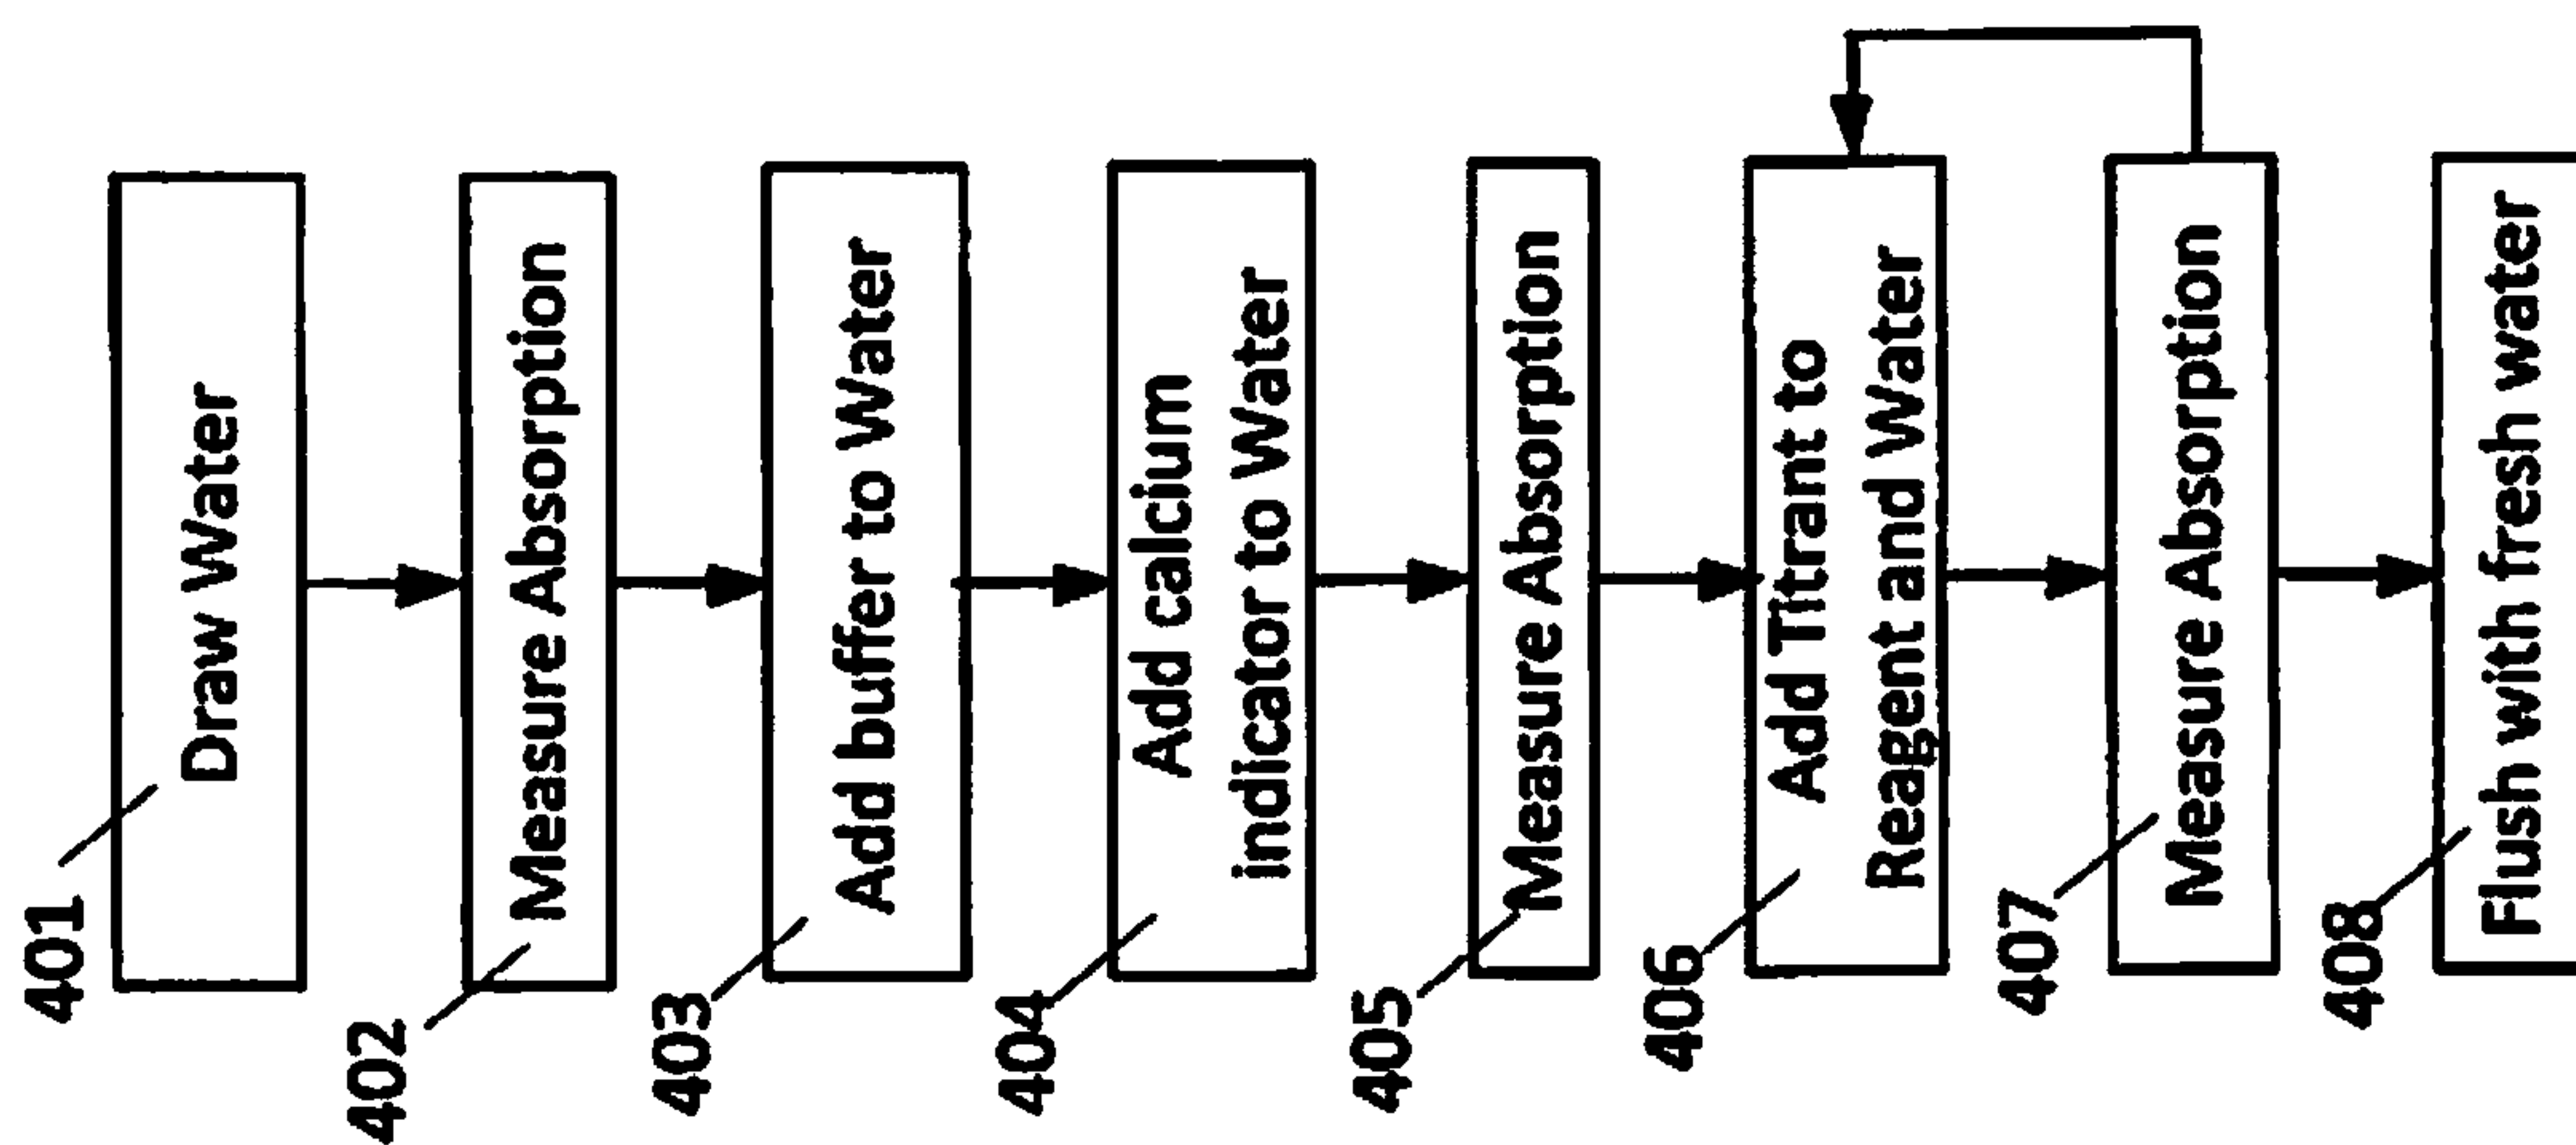 401
Draw Water
402
Measure Absorption
403
Add buffer to Water
404
Add calcium
indicator to Water
405
Measure Absorption
406
Add Titrant to
Reagent and Water
407
Measure Absorption
408
Flush with fresh water